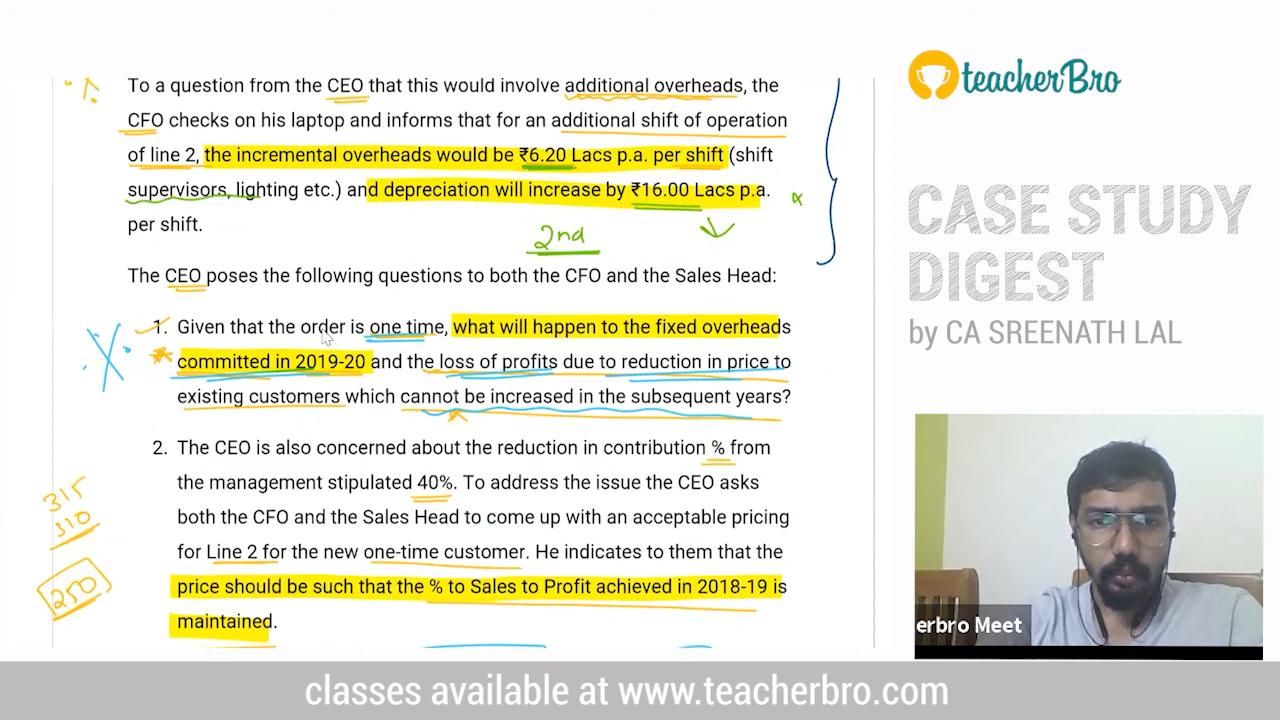 To a question from the CEO that this would involve additional overheads, the
CFO checks on his laptop and informs that for an additional shift of operation
of line 2, the incremental overheads would be ₹6.20 Lacs p.a. per shift (shift
supervisors, lighting etc.) and depreciation will increase by ₹16.00 Lacs p.a.
per shift.
2nd
The CEO poses the following questions to both the CFO and the Sales Head:
1. Given that the order is one time, what will happen to the fixed overheads
committed in 2019-20 and the loss of profits due to reduction in price to
existing customers which cannot be increased in the subsequent years?
2. The CEO is also concerned about the reduction in contribution % from
the management stipulated 40%. To address the issue the CEO asks
both the CFO and the Sales Head to come up with an acceptable pricing
for Line 2 for the new one-time customer. He indicates to them that the
price should be such that the % to Sales to Profit achieved in 2018-19 is
maintained.
315
310
250
teacherBro
CASE STUDY
DIGEST
by CA SREENATH LAL
erbro Meet
classes available at www.teacherbro.com